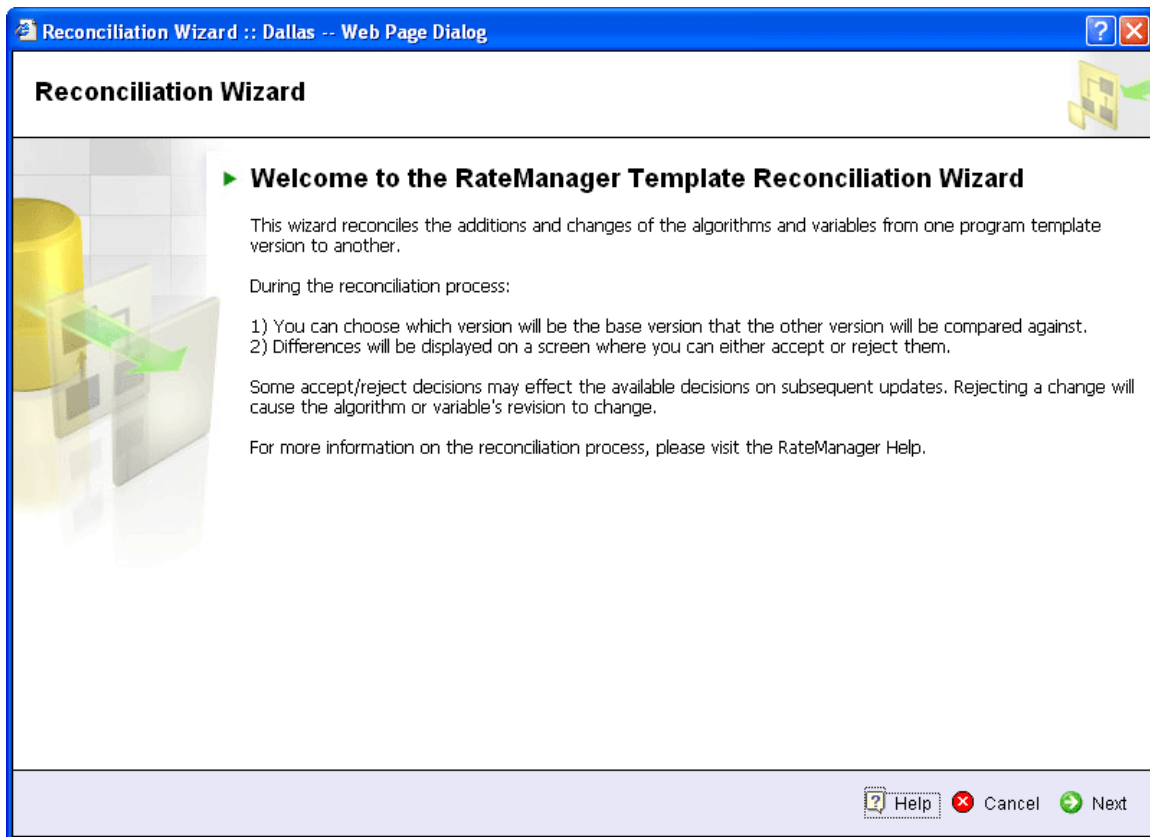 Reconciliation Wizard :: Dallas -- Web Page Dialog
Reconciliation Wizard
Welcome to the RateManager Template Reconciliation Wizard
This wizard reconciles the additions and changes of the algorithms and variables from one program template
version to another.
During the reconciliation process:
1) You can choose which version will be the base version that the other version will be compared against.
2) Differences will be displayed on a screen where you can either accept or reject them.
Some accept/reject decisions may effect the available decisions on subsequent updates. Rejecting a change will
cause the algorithm or variable's revision to change.
For more information on the reconciliation process, please visit the RateManager Help.
Help Cancel Next